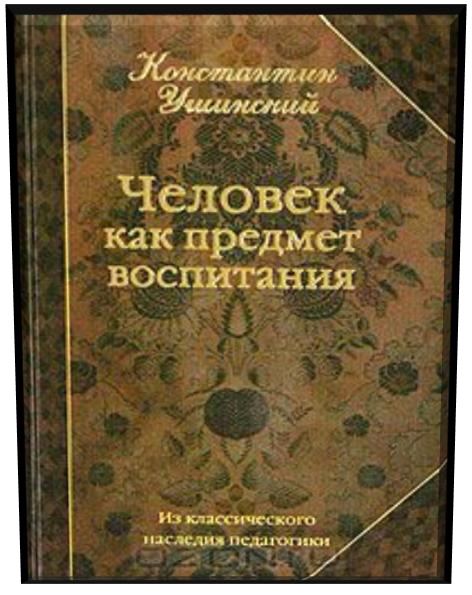 Константин
Ушинский
Человек
как предмет
воспитания
Из классического
наследия педагогики